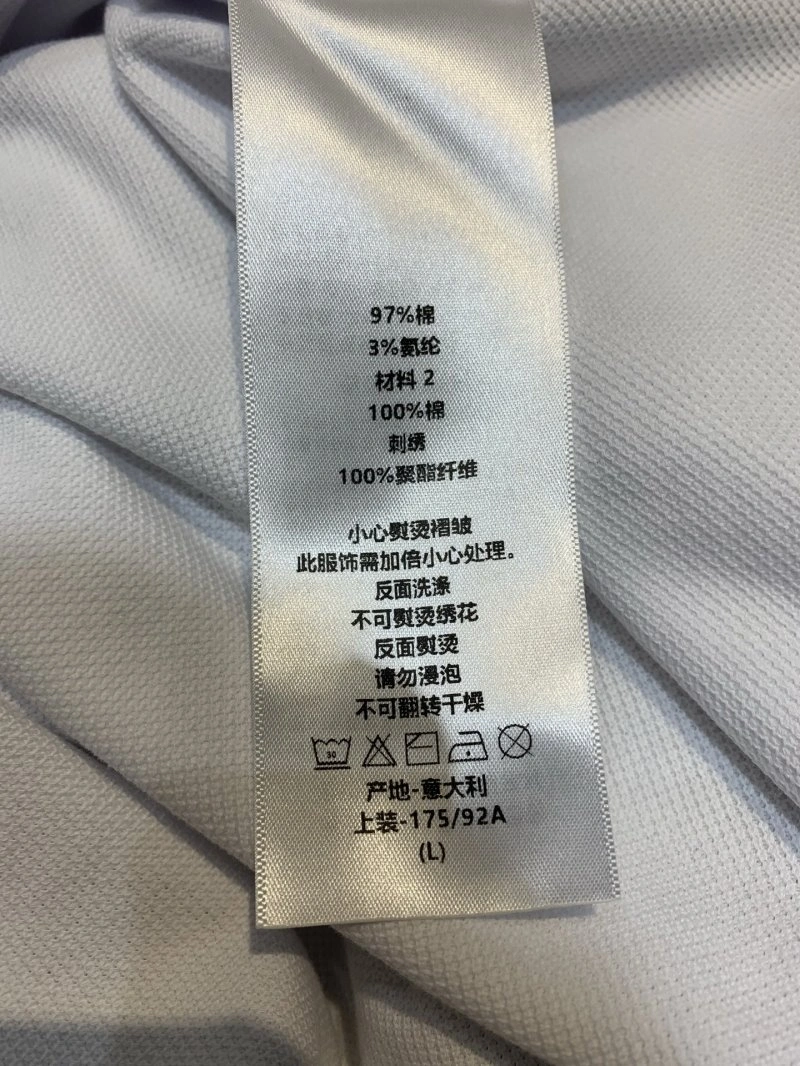 97%棉
3%氨纶
材料 2
100%棉
刺绣
100%聚酯纤维
小心熨烫褶皱
此服饰需加倍小心处理。
反面洗涤
不可熨烫绣花
反面熨烫
请勿漫泡
不可翻转干燥
30
产地-意大利
上装-175/92A
(L)